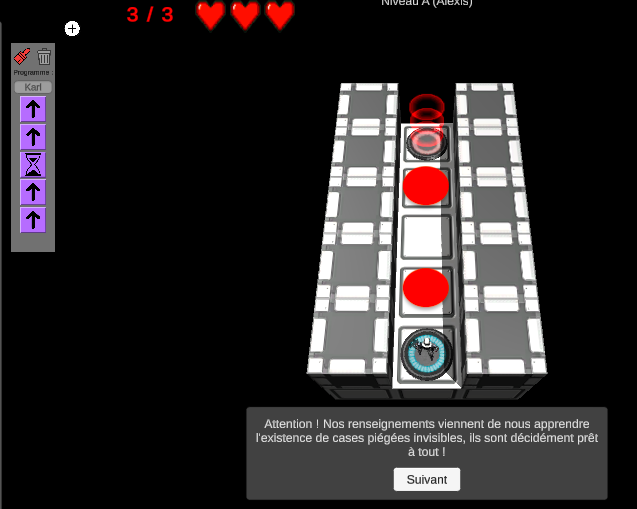 Niveau A (Alexis)
3 / 3
Programme :
Karl
Attention ! Nos renseignements viennent de nous apprendre
l'existence de cases piégées invisibles, ils sont décidément prêt
à tout !
Suivant